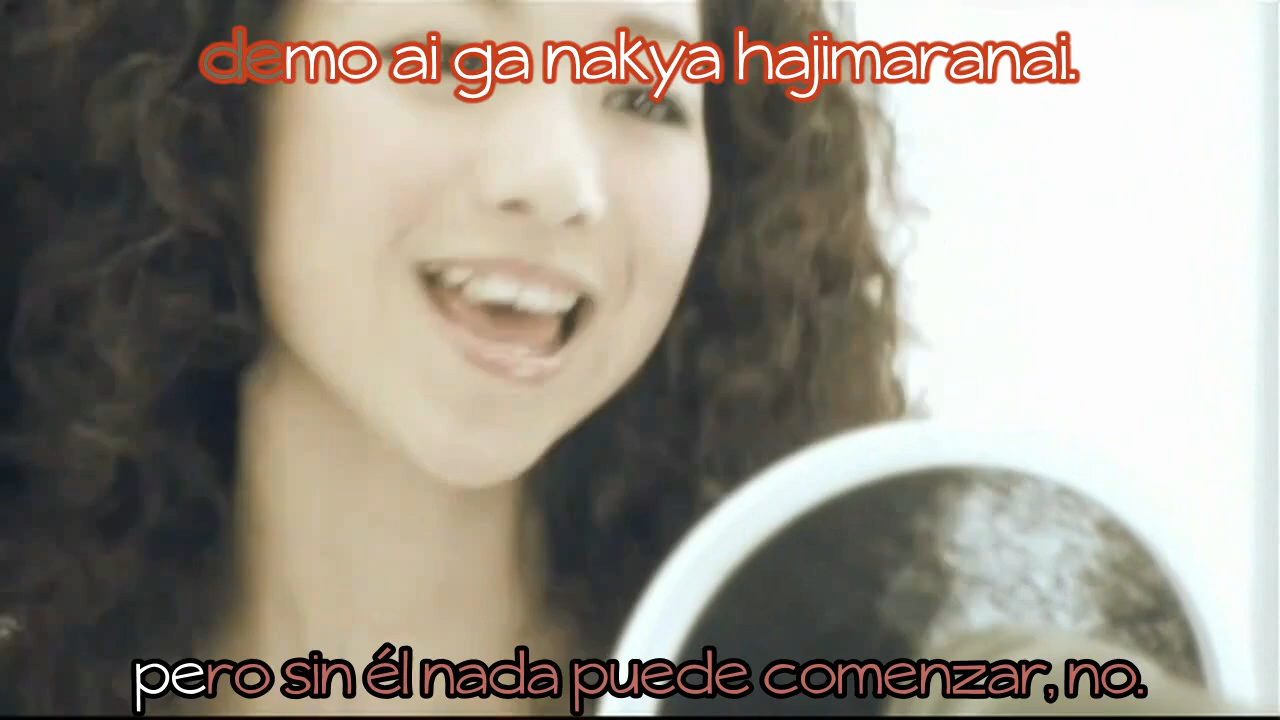 demo ai ga nakya hajimaranai.
pero sin él nada puede comenzar, no.